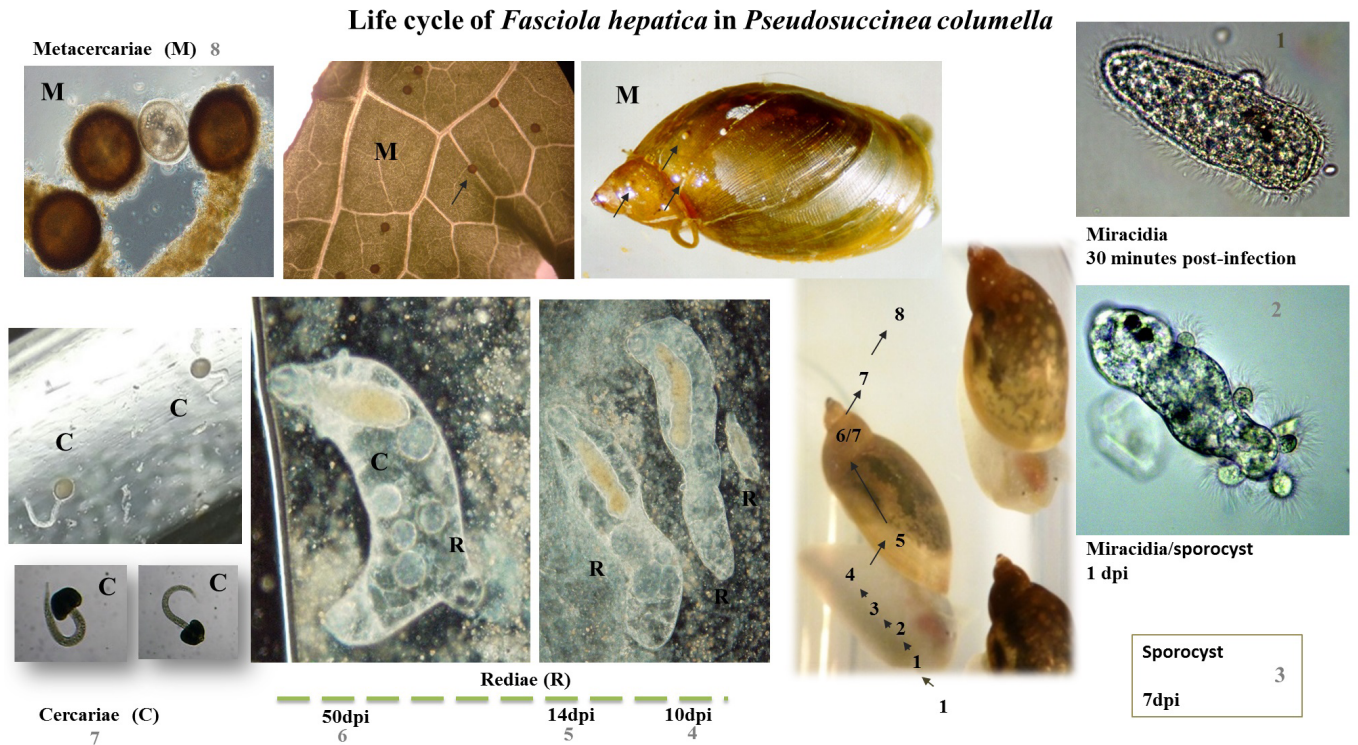 Life cycle of Fasciola hepatica in Pseudosuccinea columella
Metacercariae (M) 8
M
M
M
1
Miracidia
30 minutes post-infection
2
Miracidia/sporocyst
1 dpi
Sporocyst
3
7dpi
C
C
C
C
Cercariae (C)
7
C
R
R
R
R
Rediae (R)
50dpi
14dpi
10dpi
6
5
4
8
7
6/7
5
4
3
2
1
1